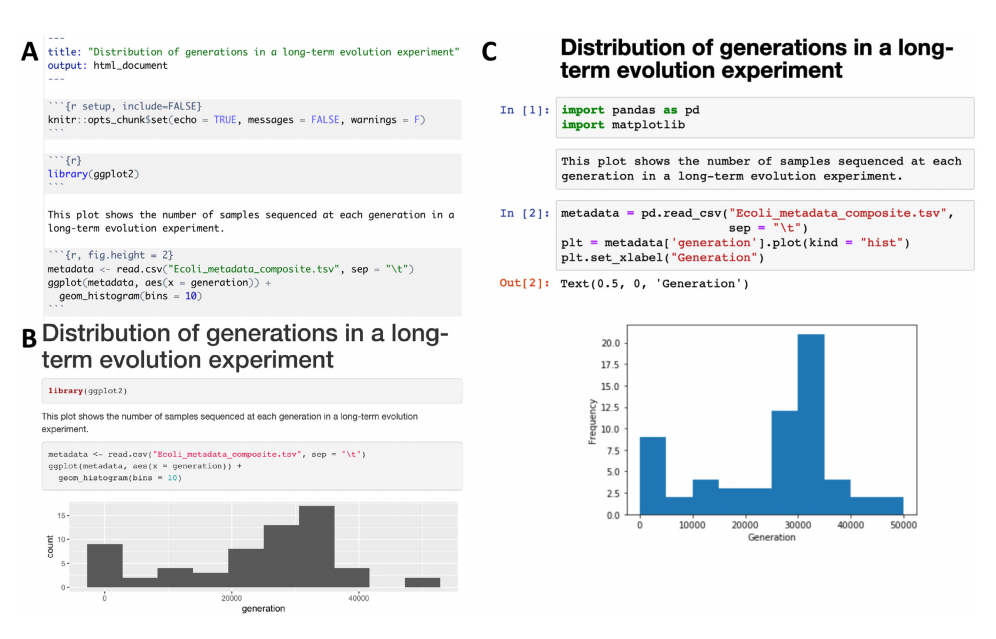 A
---
title: "Distribution of generations in a long-term evolution experiment"
output: html_document
---
```{r setup, include=FALSE}
knitr::opts_chunk$set(echo = TRUE, messages = FALSE, warnings = F)
```
```{r}
library(ggplot2)
```
This plot shows the number of samples sequenced at each generation in a
long-term evolution experiment.
```{r, fig.height = 2}
metadata <- read.csv("Ecoli_metadata_composite.tsv", sep = "\t")
ggplot(metadata, aes(x = generation)) +
  geom_histogram(bins = 10)
```
B
Distribution of generations in a long-
term evolution experiment
library(ggplot2)
This plot shows the number of samples sequenced at each generation in a long-term evolution
experiment.
metadata <- read.csv("Ecoli_metadata_composite.tsv", sep = "\t")
ggplot(metadata, aes(x = generation)) +
  geom_histogram(bins = 10)
15
10
5
0
count
0 20000 40000
generation
C
Distribution of generations in a long-
term evolution experiment
In [1]: import pandas as pd
import matplotlib
This plot shows the number of samples sequenced at each
generation in a long-term evolution experiment.
In [2]: metadata = pd.read_csv("Ecoli_metadata_composite.tsv",
sep = "\t")
plt = metadata['generation'].plot(kind = "hist")
plt.set_xlabel("Generation")
Out[2]: Text(0.5, 0, 'Generation')
20.0
17.5
15.0
12.5
10.0
7.5
5.0
2.5
0.0
Frequency
0 10000 20000 30000 40000 50000
Generation